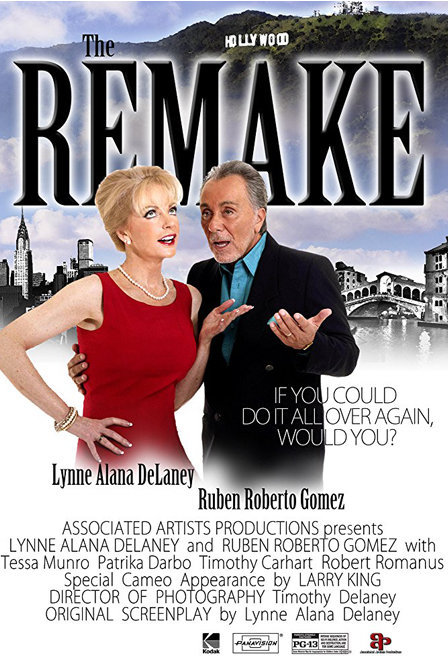 HOLLYWOOD
The
REMAKE
IF YOU COULD
DO IT ALL OVER AGAIN,
WOULD YOU?
Lynne Alana DeLaney
Ruben Roberto Gomez
ASSOCIATED ARTISTS PRODUCTIONS presents
LYNNE ALANA DELANEY and RUBEN ROBERTO GOMEZ with
Tessa Munro Patrika Darbo Timothy Carhart Robert Romanus
Special Cameo Appearance by LARRY KING
DIRECTOR OF PHOTOGRAPHY Timothy Delaney
ORIGINAL SCREENPLAY by Lynne Alana Delaney
Kodak
PANAVISION
PG-13
ap